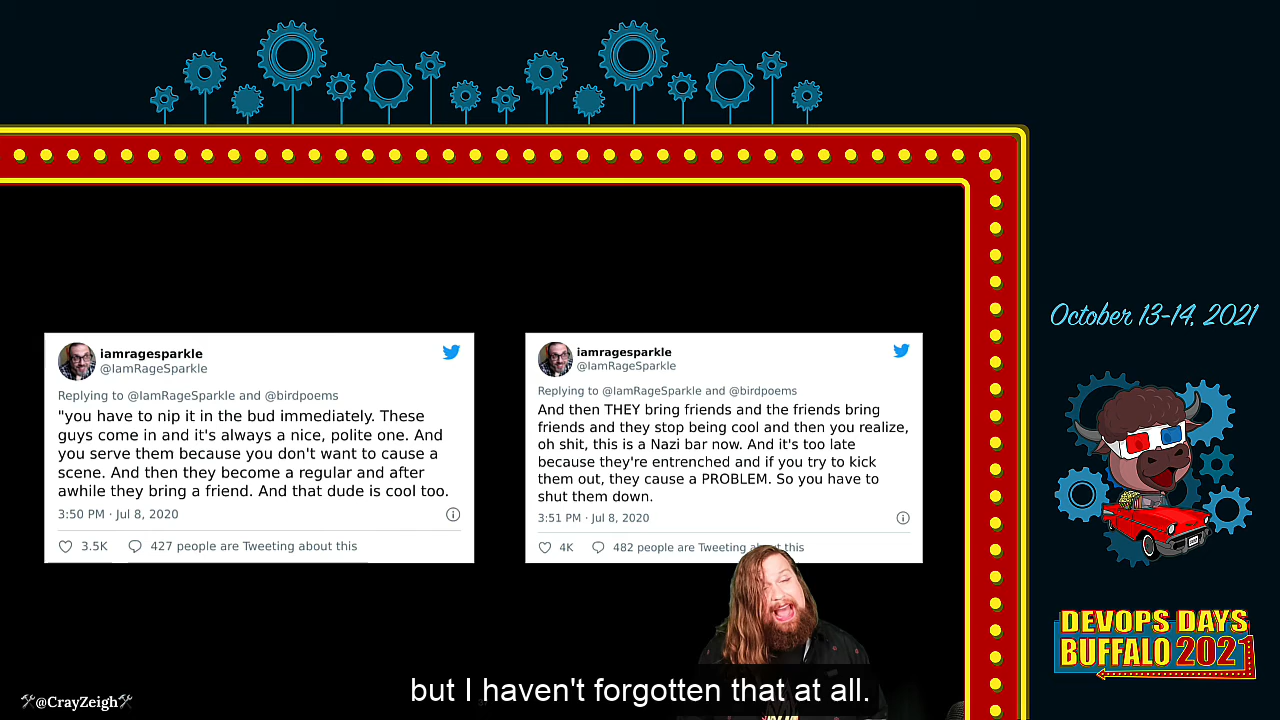 iamragesparkle
@IamRageSparkle
Replying to @IamRageSparkle and @birdpoems
"you have to nip it in the bud immediately. These
guys come in and it's always a nice, polite one. And
you serve them because you don't want to cause a
scene. And then they become a regular and after
awhile they bring a friend. And that dude is cool too.
3:50 PM · Jul 8, 2020
3.5K 427 people are Tweeting about this
iamragesparkle
@IamRageSparkle
Replying to @IamRageSparkle and @birdpoems
And then THEY bring friends and the friends bring
friends and they stop being cool and then you realize,
oh shit, this is a Nazi bar now. And it's too late
because they're entrenched and if you try to kick
them out, they cause a PROBLEM. So you have to
shut them down.
3:51 PM · Jul 8, 2020
4K 482 people are Tweeting about this
October 13-14, 2021
DEVOPS DAYS
BUFFALO 2021
@CrayZeigh
but I haven't forgotten that at all.